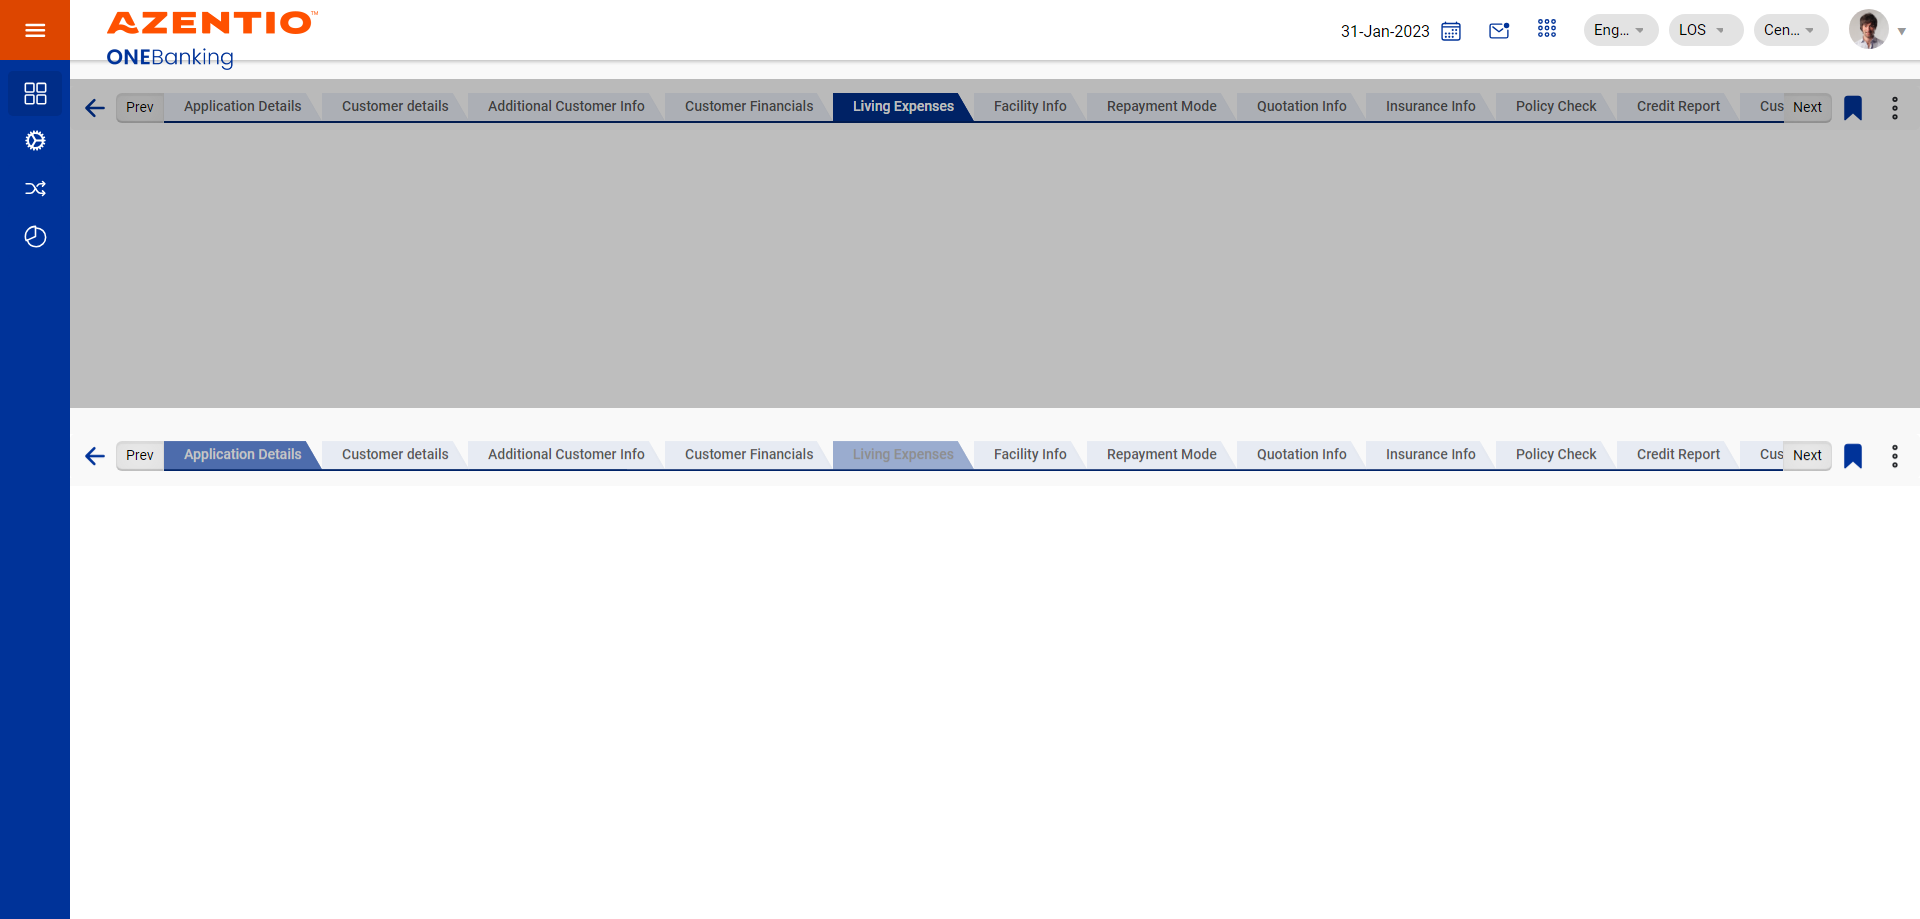 AZENTIO™
ONEBanking
31-Jan-2023 Eng... LOS Cen...
Prev Application Details Customer details Additional Customer Info Customer Financials Living Expenses Facility Info Repayment Mode Quotation Info Insurance Info Policy Check Credit Report Cus Next
Prev Application Details Customer details Additional Customer Info Customer Financials Living Expenses Facility Info Repayment Mode Quotation Info Insurance Info Policy Check Credit Report Cus Next